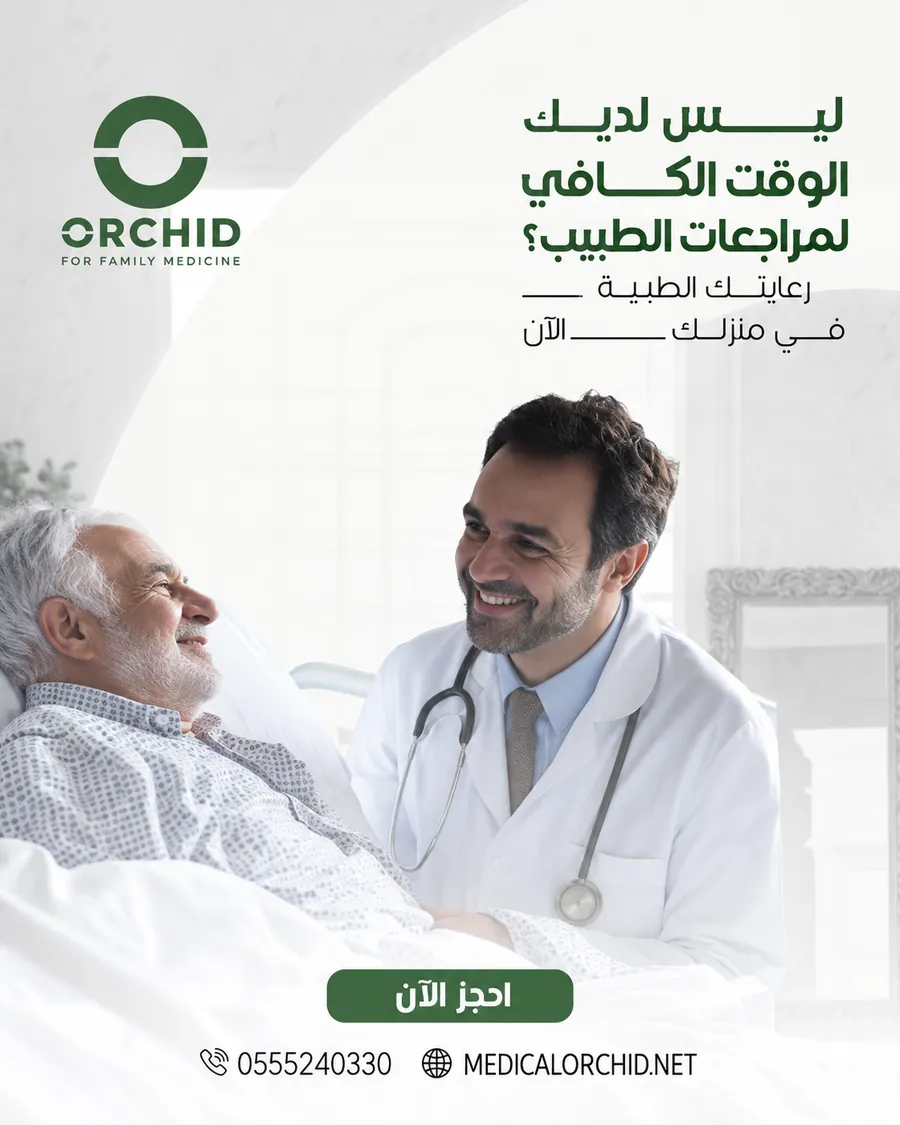 ORCHID
FOR FAMILY MEDICINE
ليس لديك
الوقت الكافي
لمراجعات الطبيب؟
رعايتك الطبية
في منزلك الآن
احجز الآن
0555240330
MEDICALORCHID.NET